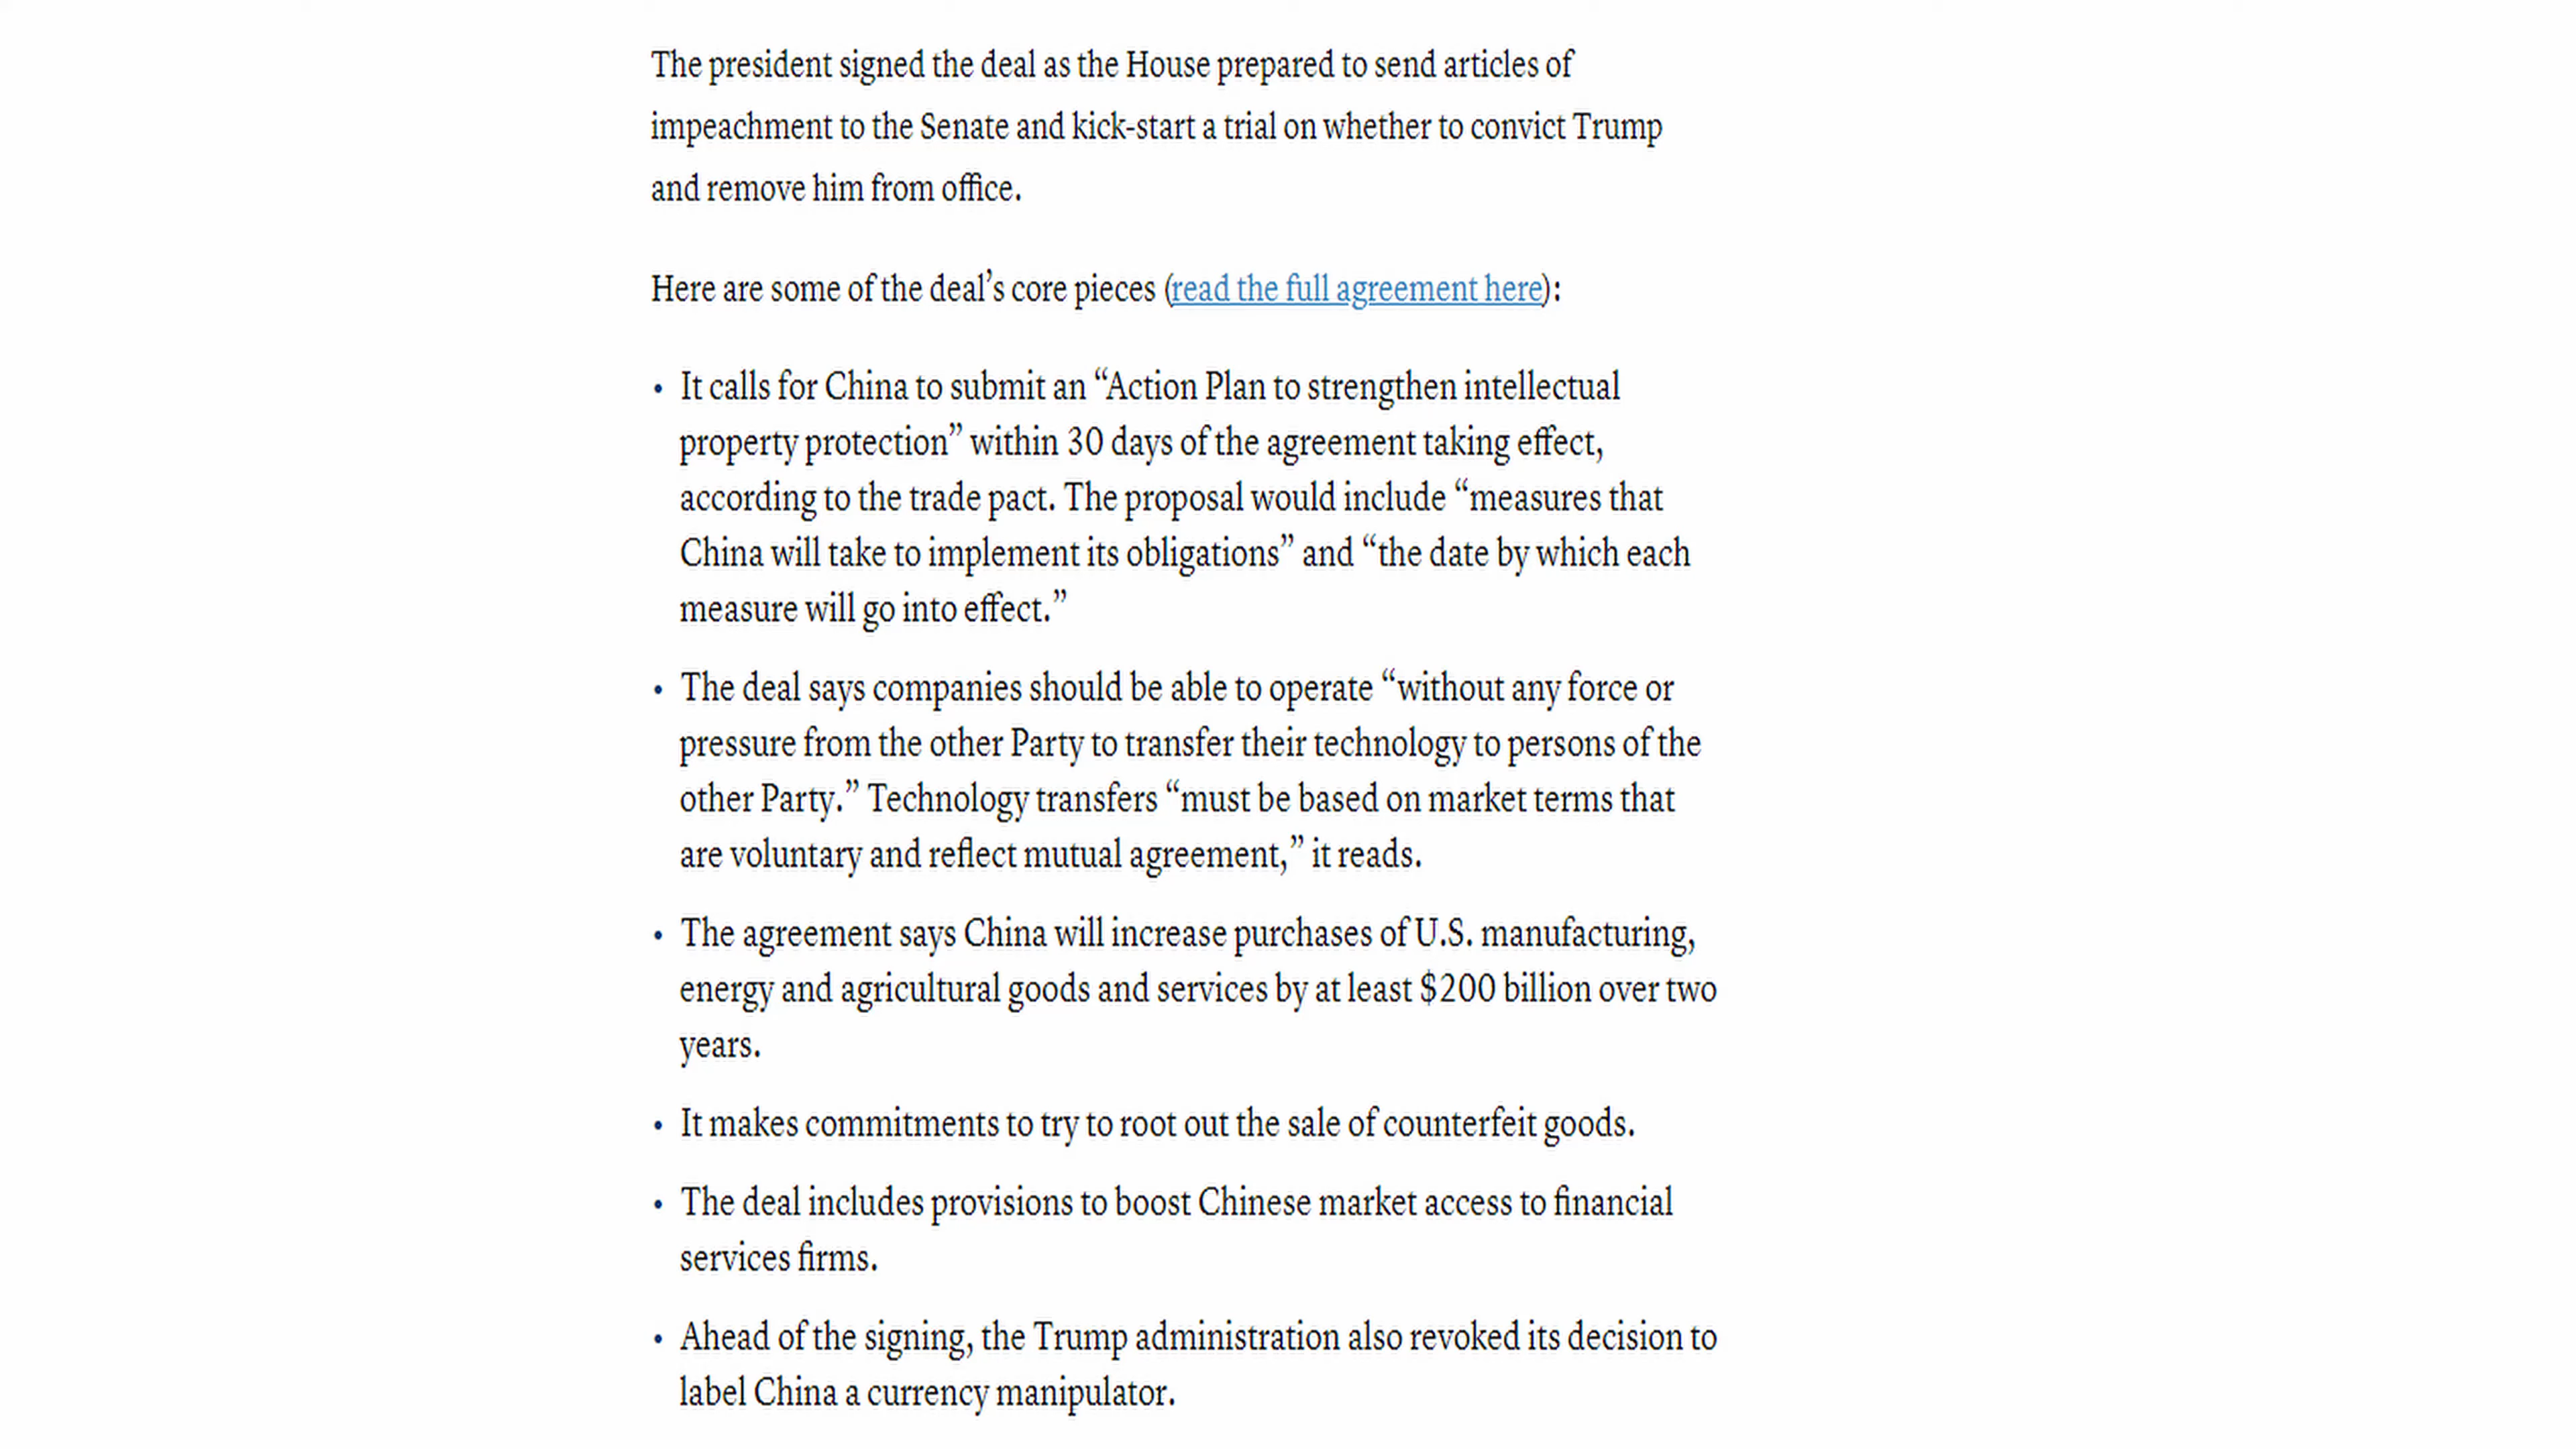 The president signed the deal as the House prepared to send articles of
impeachment to the Senate and kick-start a trial on whether to convict Trump
and remove him from office.
Here are some of the deal’s core pieces (read the full agreement here):
• It calls for China to submit an “Action Plan to strengthen intellectual
property protection” within 30 days of the agreement taking effect,
according to the trade pact. The proposal would include “measures that
China will take to implement its obligations” and “the date by which each
measure will go into effect.”
• The deal says companies should be able to operate “without any force or
pressure from the other Party to transfer their technology to persons of the
other Party.” Technology transfers “must be based on market terms that
are voluntary and reflect mutual agreement,” it reads.
• The agreement says China will increase purchases of U.S. manufacturing,
energy and agricultural goods and services by at least $200 billion over two
years.
• It makes commitments to try to root out the sale of counterfeit goods.
• The deal includes provisions to boost Chinese market access to financial
services firms.
• Ahead of the signing, the Trump administration also revoked its decision to
label China a currency manipulator.